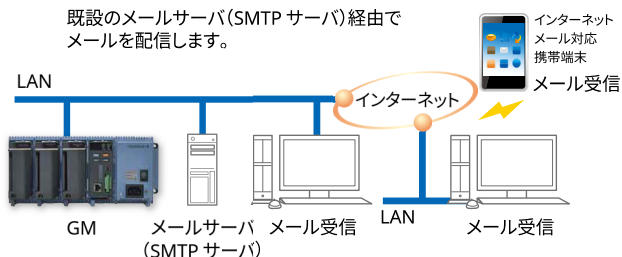 既設のメールサーバ（SMTP サーバ）経由で
メールを配信します。
インターネット
メール対応
携帯端末
メール受信
LAN
インターネット
GM
メールサーバ
（SMTP サーバ）
メール受信
LAN
メール受信